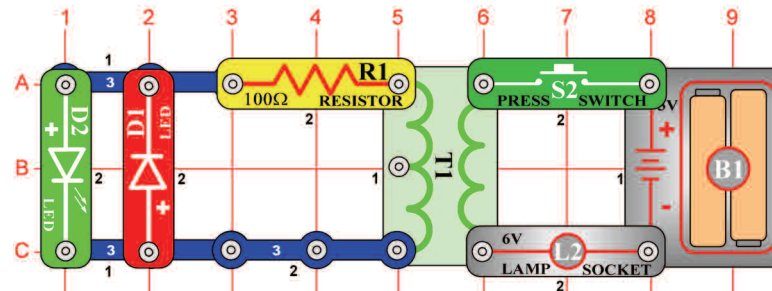 1 2 3 4 5 6 7 8 9
A
B
C
1
3
D2
+
LED
D1
LED
+
2
2
R1
100Ω RESISTOR
2
1
T1
S2
PRESS SWITCH
2
+
-
1
B1
3
1
3
2
6V
L2
LAMP SOCKET
2